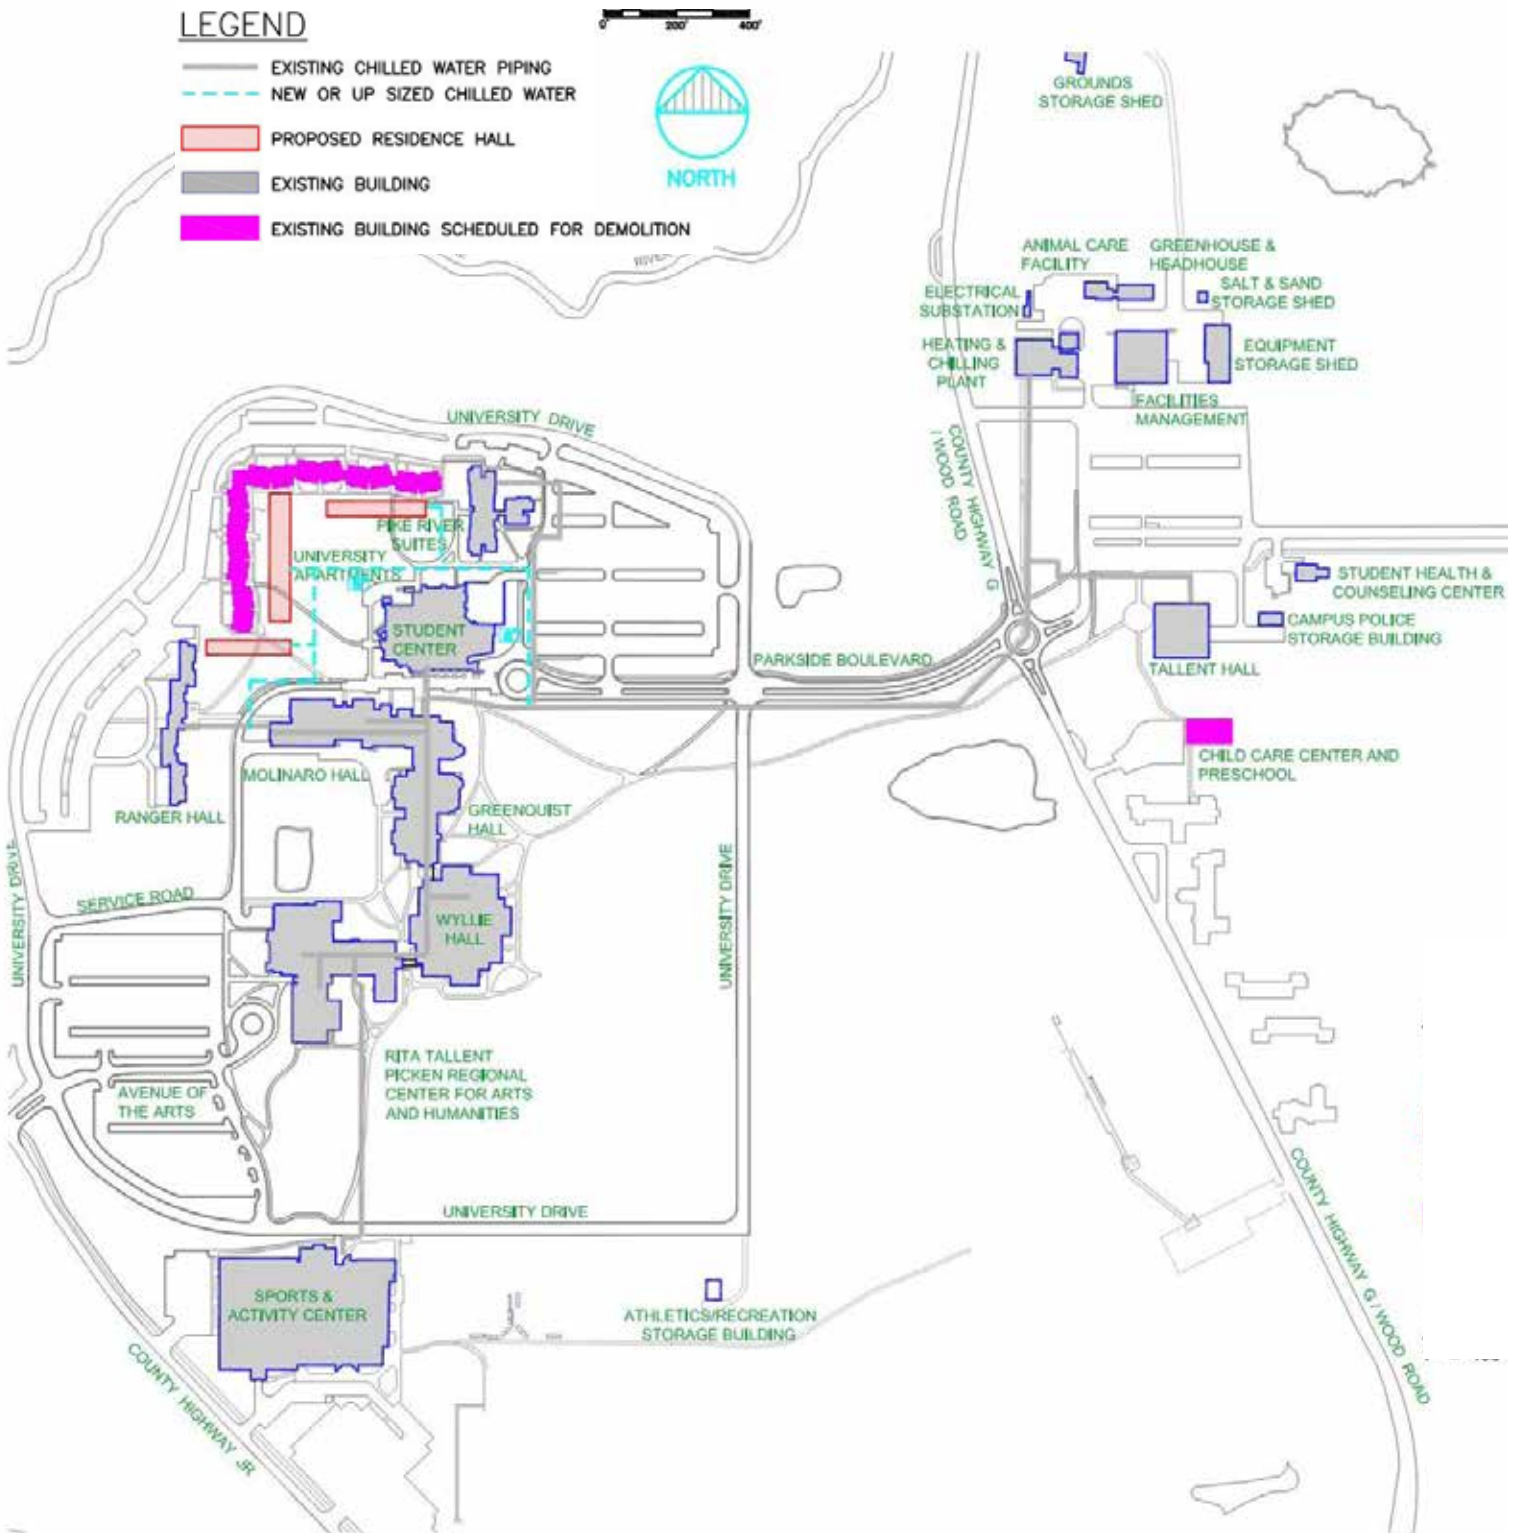 LEGEND
0' 200' 400'
EXISTING CHILLED WATER PIPING
NEW OR UP SIZED CHILLED WATER
PROPOSED RESIDENCE HALL
EXISTING BUILDING
EXISTING BUILDING SCHEDULED FOR DEMOLITION
NORTH
RIVER
GROUNDS
STORAGE SHED
ANIMAL CARE
FACILITY
GREENHOUSE &
HEADHOUSE
ELECTRICAL
SUBSTATION
SALT & SAND
STORAGE SHED
HEATING &
CHILLING
PLANT
EQUIPMENT
STORAGE SHED
FACILITIES
MANAGEMENT
UNIVERSITY DRIVE
COUNTY HIGHWAY G
/ WOOD ROAD
PIKE RIVER
SUITES
UNIVERSITY
APARTMENTS
STUDENT
CENTER
STUDENT HEALTH &
COUNSELING CENTER
CAMPUS POLICE
STORAGE BUILDING
TALLENT HALL
PARKSIDE BOULEVARD
CHILD CARE CENTER AND
PRESCHOOL
MOLINARO HALL
RANGER HALL
GREENQUIST
HALL
UNIVERSITY DRIVE
SERVICE ROAD
WYLLIE
HALL
UNIVERSITY DRIVE
RITA TALLENT
PICKEN REGIONAL
CENTER FOR ARTS
AND HUMANITIES
AVENUE OF
THE ARTS
UNIVERSITY DRIVE
COUNTY HIGHWAY G / WOOD ROAD
SPORTS &
ACTIVITY CENTER
ATHLETICS/RECREATION
STORAGE BUILDING
COUNTY HIGHWAY JR